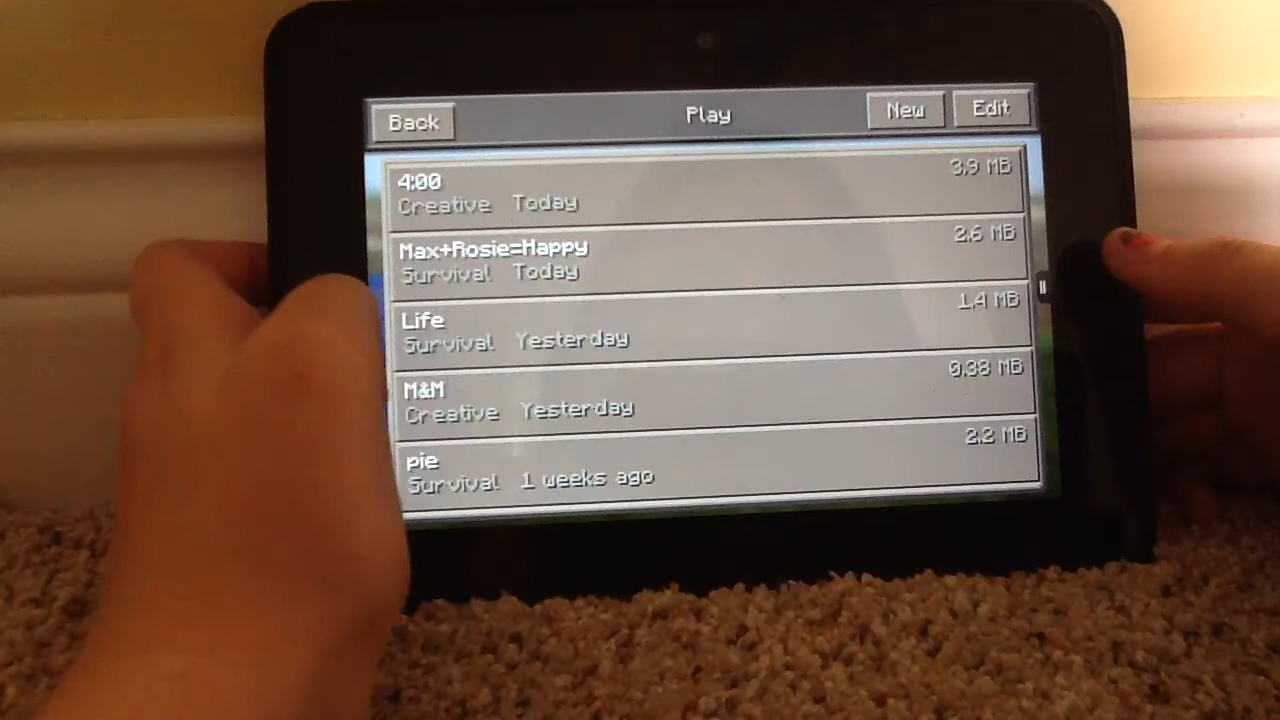 Back Play New Edit
4:00 3.9 MB
Creative Today
Max+Rosie=Happy 2.6 MB
Survival Today
Life 1.4 MB
Survival Yesterday
M&M 0.38 MB
Creative Yesterday
pie 2.2 MB
Survival 1 weeks ago